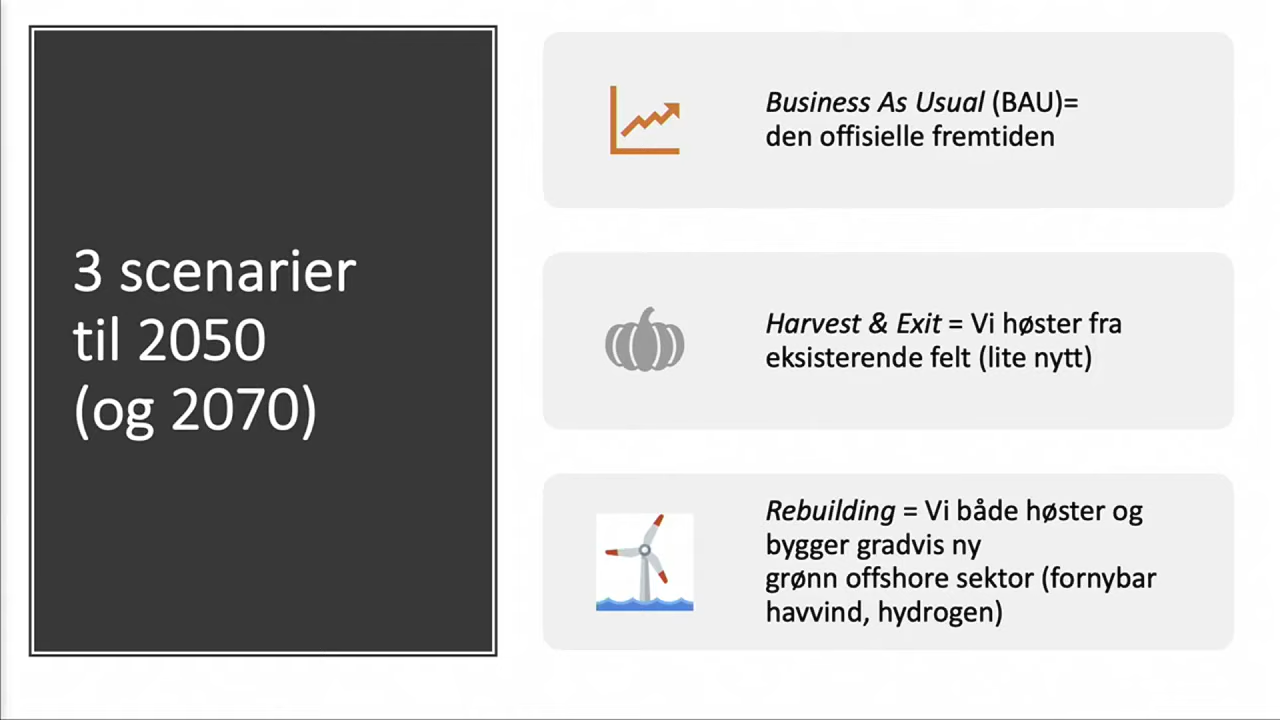 3 scenarier
til 2050
(og 2070)
Business As Usual (BAU)=
den offisielle fremtiden
Harvest & Exit = Vi høster fra
eksisterende felt (lite nytt)
Rebuilding = Vi både høster og
bygger gradvis ny
grønn offshore sektor (fornybar
havvind, hydrogen)